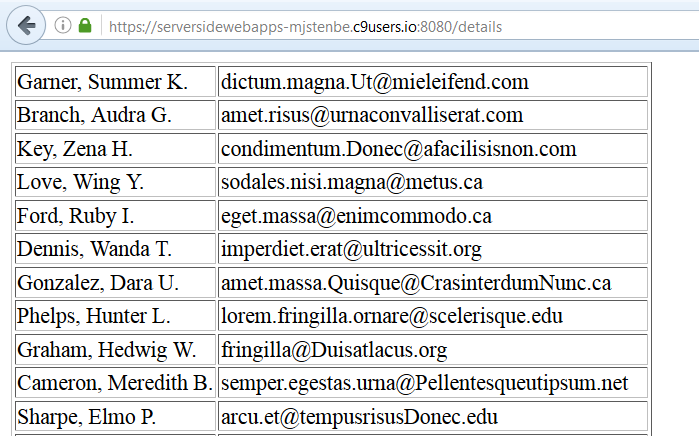 https://serversidewebapps-mjstenbe.c9users.io:8080/details
Garner, Summer K. dictum.magna.Ut@mieleifend.com
Branch, Audra G. amet.risus@urnaconvalliserat.com
Key, Zena H. condimentum.Donec@afacilisisnon.com
Love, Wing Y. sodales.nisi.magna@metus.ca
Ford, Ruby I. eget.massa@enimcommodo.ca
Dennis, Wanda T. imperdiet.erat@ultricessit.org
Gonzalez, Dara U. amet.massa.Quisque@CrasinterdumNunc.ca
Phelps, Hunter L. lorem.fringilla.ornare@scelerisque.edu
Graham, Hedwig W. fringilla@Duisatlacus.org
Cameron, Meredith B. semper.egestas.urna@Pellentesqueutipsum.net
Sharpe, Elmo P. arcu.et@tempusrisusDonec.edu